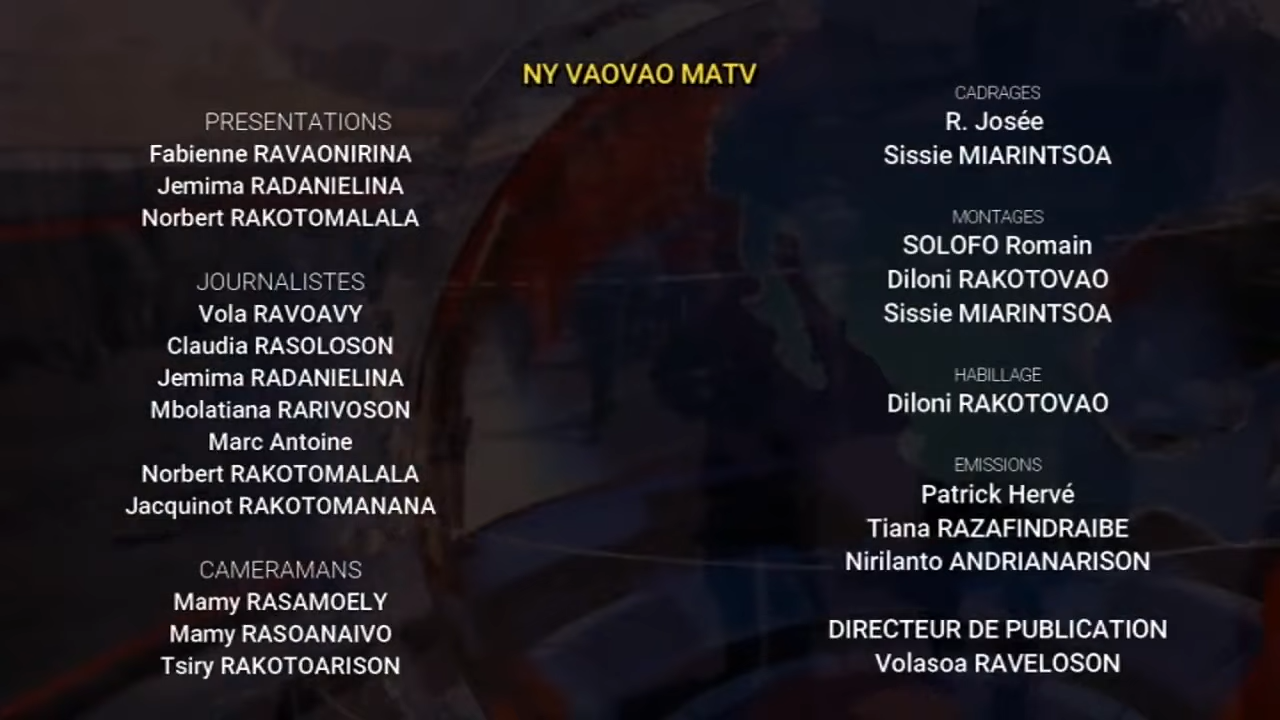 NY VAOVAO MATV
PRESENTATIONS
Fabienne RAVAONIRINA
Jemima RADANIELINA
Norbert RAKOTOMALALA
JOURNALISTES
Vola RAVOAVY
Claudia RASOLOSON
Jemima RADANIELINA
Mbolatiana RARIVOSON
Marc Antoine
Norbert RAKOTOMALALA
Jacquinot RAKOTOMANANA
CAMERAMANS
Mamy RASAMOELY
Mamy RASOANAIVO
Tsiry RAKOTOARISON
CADRAGES
R. Josée
Sissie MIARINTSOA
MONTAGES
SOLOFO Romain
Diloni RAKOTOVAO
Sissie MIARINTSOA
HABILLAGE
Diloni RAKOTOVAO
EMISSIONS
Patrick Hervé
Tiana RAZAFINDRAIBE
Nirilanto ANDRIANARISON
DIRECTEUR DE PUBLICATION
Volasoa RAVELOSON